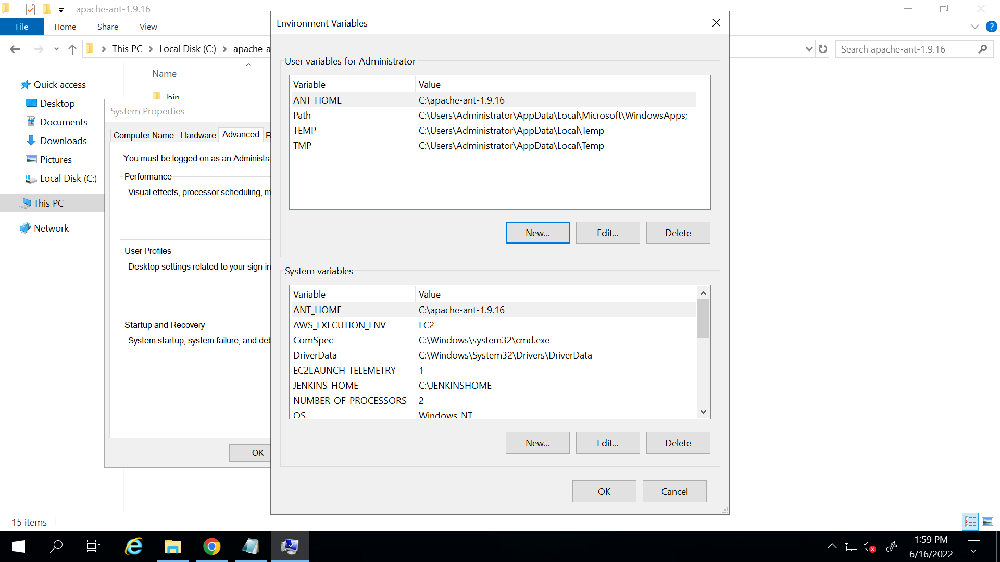 apache-ant-1.9.16
File Home Share View
This PC Local Disk (C:) apache-a
Search apache-ant-1.9.16
Name
bin
Quick access
Desktop
Documents
Downloads
Pictures
Local Disk (C:)
This PC
Network
System Properties
Computer Name Hardware Advanced R
You must be logged on as an Administra
Performance
Visual effects, processor scheduling, m
User Profiles
Desktop settings related to your sign-in
Startup and Recovery
System startup, system failure, and deb
OK
Environment Variables
User variables for Administrator
Variable Value
ANT_HOME C:\apache-ant-1.9.16
Path C:\Users\Administrator\AppData\Local\Microsoft\WindowsApps;
TEMP C:\Users\Administrator\AppData\Local\Temp
TMP C:\Users\Administrator\AppData\Local\Temp
New... Edit... Delete
System variables
Variable Value
ANT_HOME C:\apache-ant-1.9.16
AWS_EXECUTION_ENV EC2
ComSpec C:\Windows\system32\cmd.exe
DriverData C:\Windows\System32\Drivers\DriverData
EC2LAUNCH_TELEMETRY 1
JENKINS_HOME C:\JENKINSHOME
NUMBER_OF_PROCESSORS 2
OS Windows_NT
New... Edit... Delete
OK Cancel
15 items
1:59 PM
6/16/2022